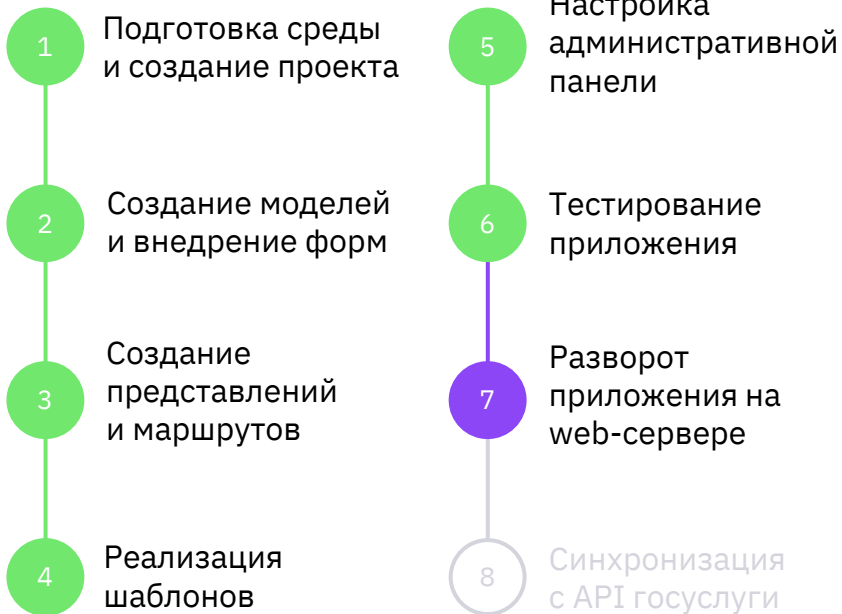 1
Подготовка среды
и создание проекта
2
Создание моделей
и внедрение форм
3
Создание
представлений
и маршрутов
4
Реализация
шаблонов
5
Настройка
административной
панели
6
Тестирование
приложения
7
Разворот
приложения на
web-сервере
8
Синхронизация
с API госуслуги